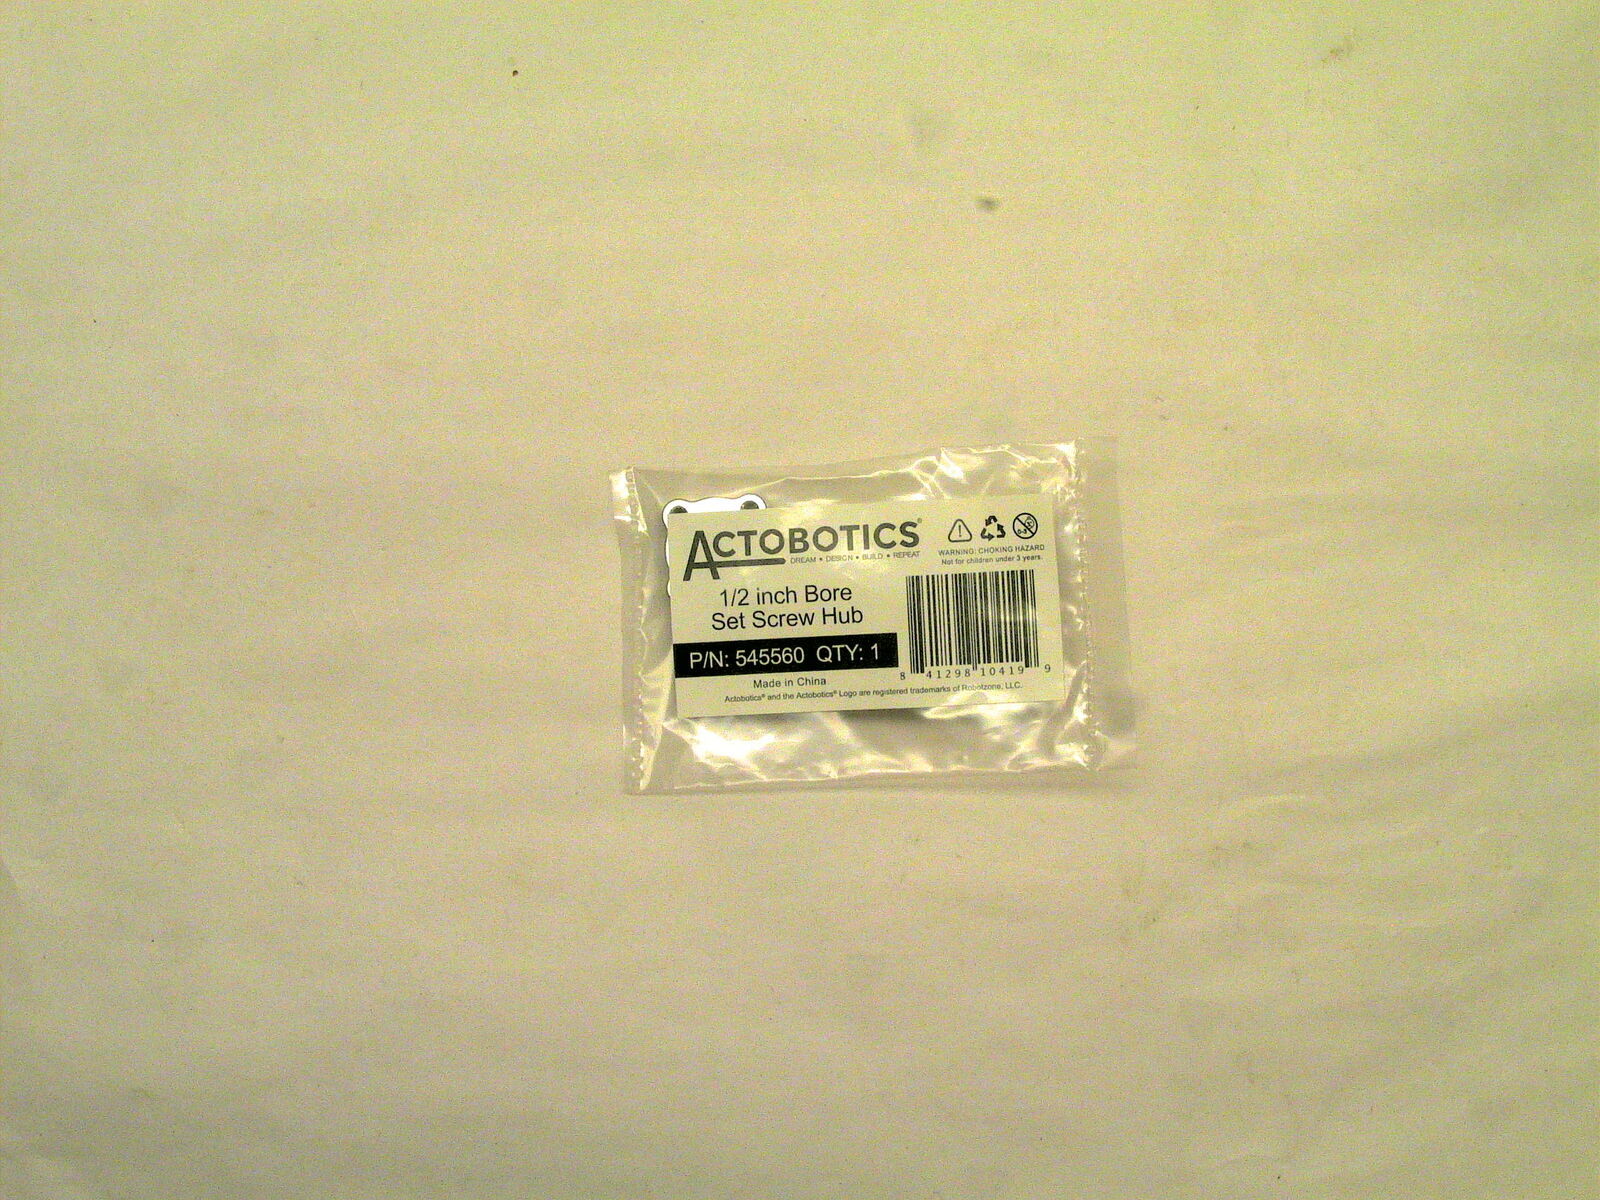 ACTOBOTICS®
DREAM • DESIGN • BUILD • REPEAT
WARNING: CHOKING HAZARD
Not for children under 3 years.
1/2 inch Bore
Set Screw Hub
P/N: 545560 QTY: 1
8 41298 10419 9
Made in China
Actobotics® and the Actobotics® Logo are registered trademarks of Robotzone, LLC.